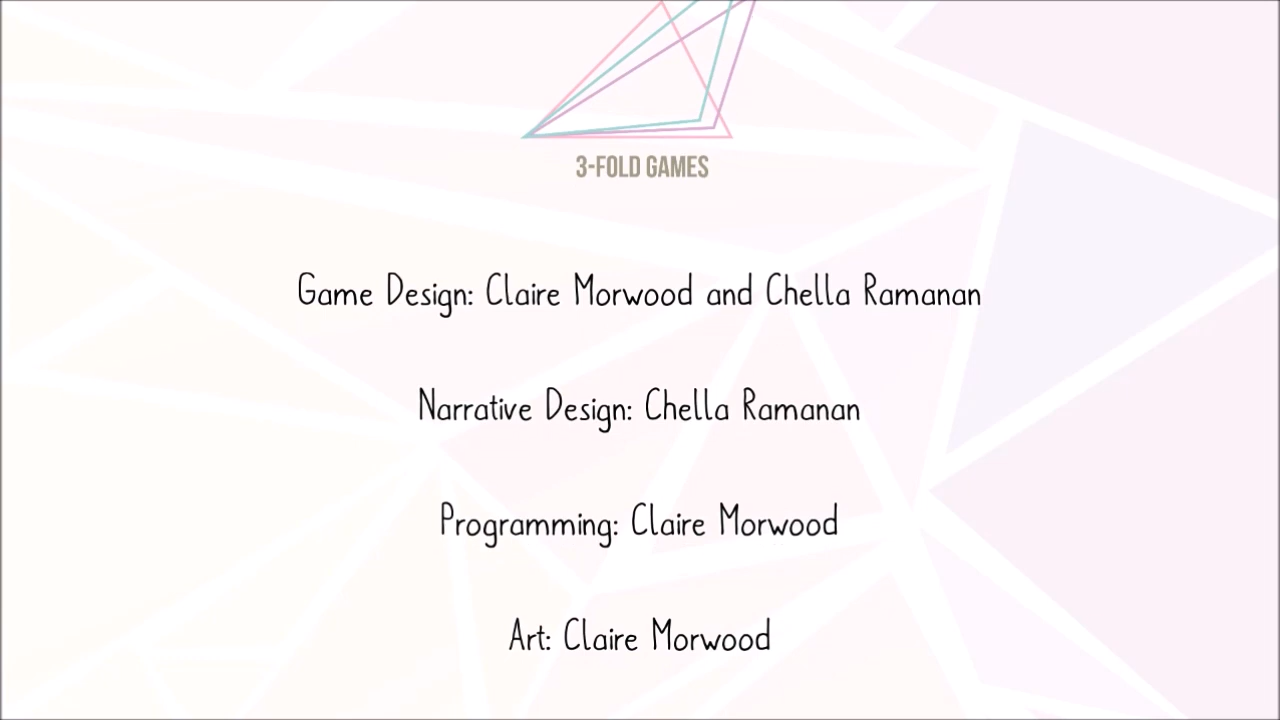 3-FOLD GAMES
Game Design: Claire Morwood and Chella Ramanan
Narrative Design: Chella Ramanan
Programming: Claire Morwood
Art: Claire Morwood